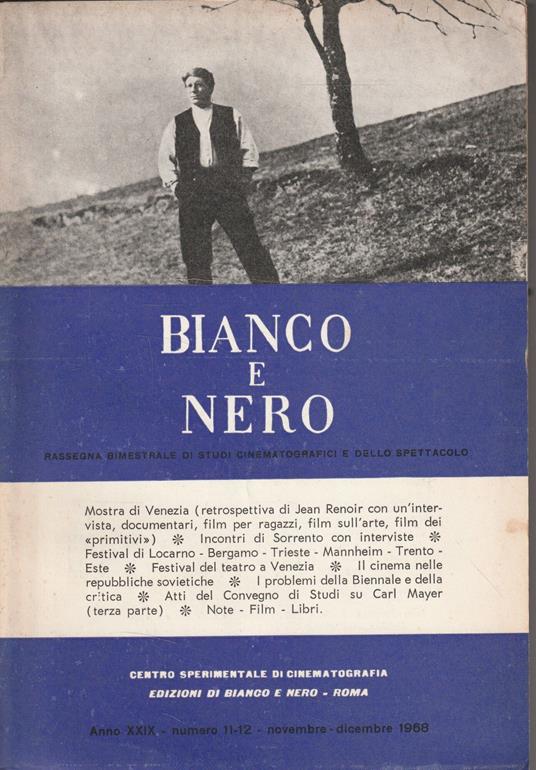 BIANCO
E
NERO
RASSEGNA BIMESTRALE DI STUDI CINEMATOGRAFICI E DELLO SPETTACOLO
Mostra di Venezia (retrospettiva di Jean Renoir con un'inter-
vista, documentari, film per ragazzi, film sull'arte, film dei
«primitivi») ❊ Incontri di Sorrento con interviste ❊
Festival di Locarno - Bergamo - Trieste - Mannheim - Trento -
Este ❊ Festival del teatro a Venezia ❊ Il cinema nelle
repubbliche sovietiche ❊ I problemi della Biennale e della
critica ❊ Atti del Convegno di Studi su Carl Mayer
(terza parte) ❊ Note - Film - Libri.
CENTRO SPERIMENTALE DI CINEMATOGRAFIA
EDIZIONI DI BIANCO E NERO - ROMA
Anno XXIX - numero 11-12 - novembre - dicembre 1968